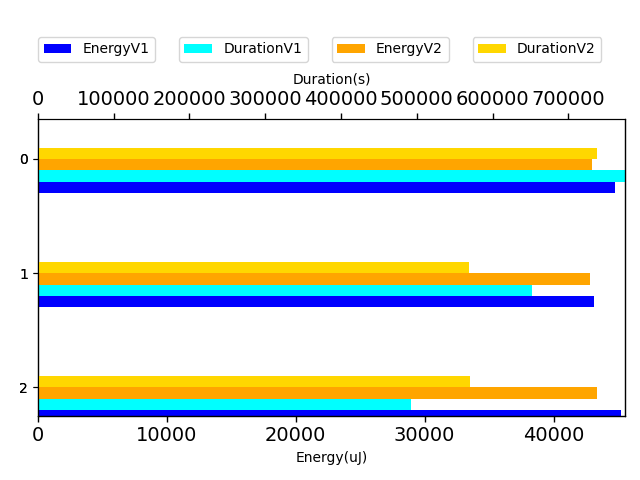 EnergyV1 DurationV1 EnergyV2 DurationV2
Duration(s)
0 100000 200000 300000 400000 500000 600000 700000
0
1
2
0 10000 20000 30000 40000
Energy(uJ)